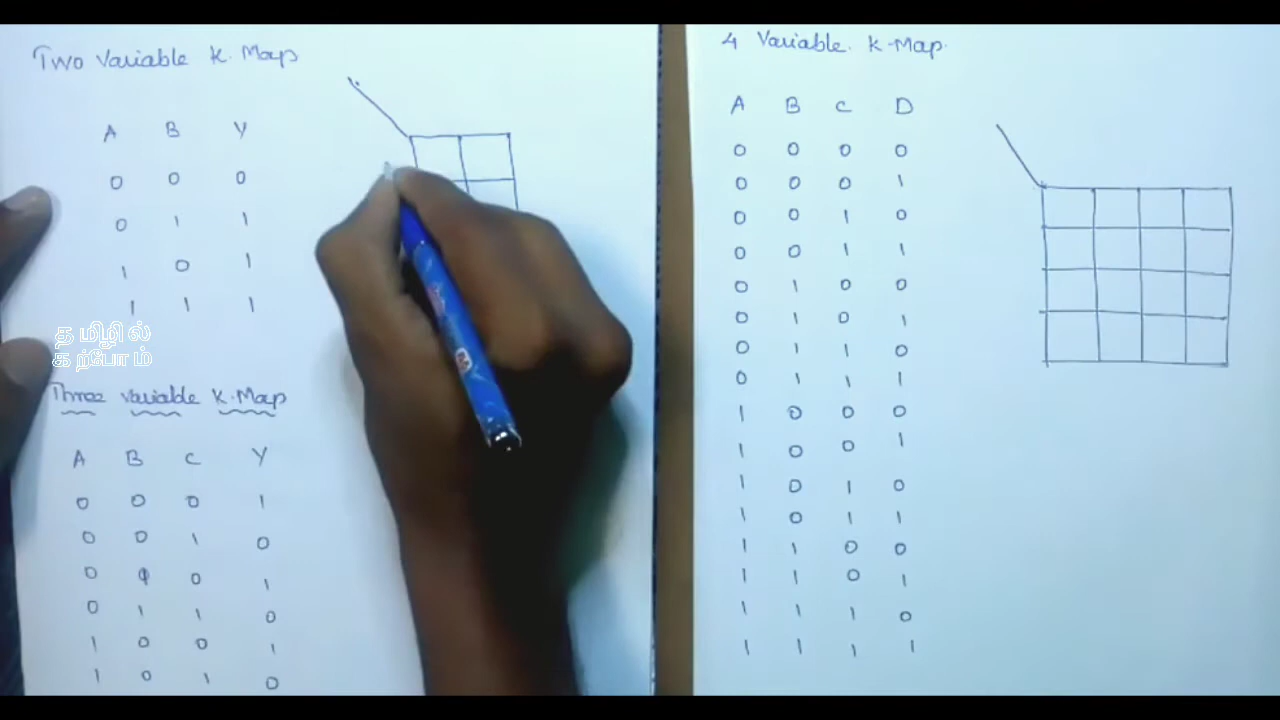 Two Variable K. Map
A B Y
0 0 0
0 1 1
1 0 1
1 1 1
தமிழில்
கற்போம்
Three Variable K.Map
A B C Y
0 0 0 1
0 0 1 0
0 1 0 1
0 1 1 0
1 0 0 1
1 0 1 0
4 Variable. K-Map.
A B C D
0 0 0 0
0 0 0 1
0 0 1 0
0 0 1 1
0 1 0 0
0 1 0 1
0 1 1 0
0 1 1 1
1 0 0 0
1 0 0 1
1 0 1 0
1 0 1 1
1 1 0 0
1 1 0 1
1 1 1 0
1 1 1 1